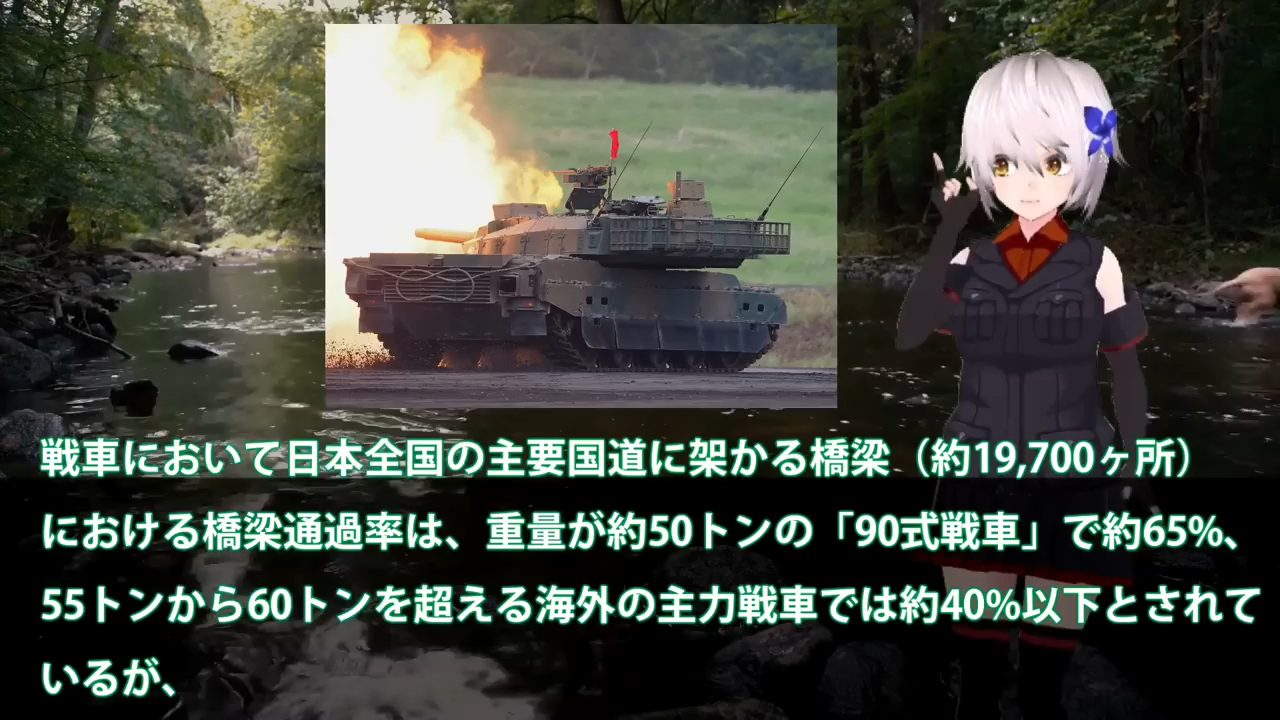 戦車において日本全国の主要国道に架かる橋梁（約19,700ヶ所）
における橋梁通過率は、重量が約50トンの「90式戦車」で約65%、
55トンから60トンを超える海外の主力戦車では約40%以下とされて
いるが、